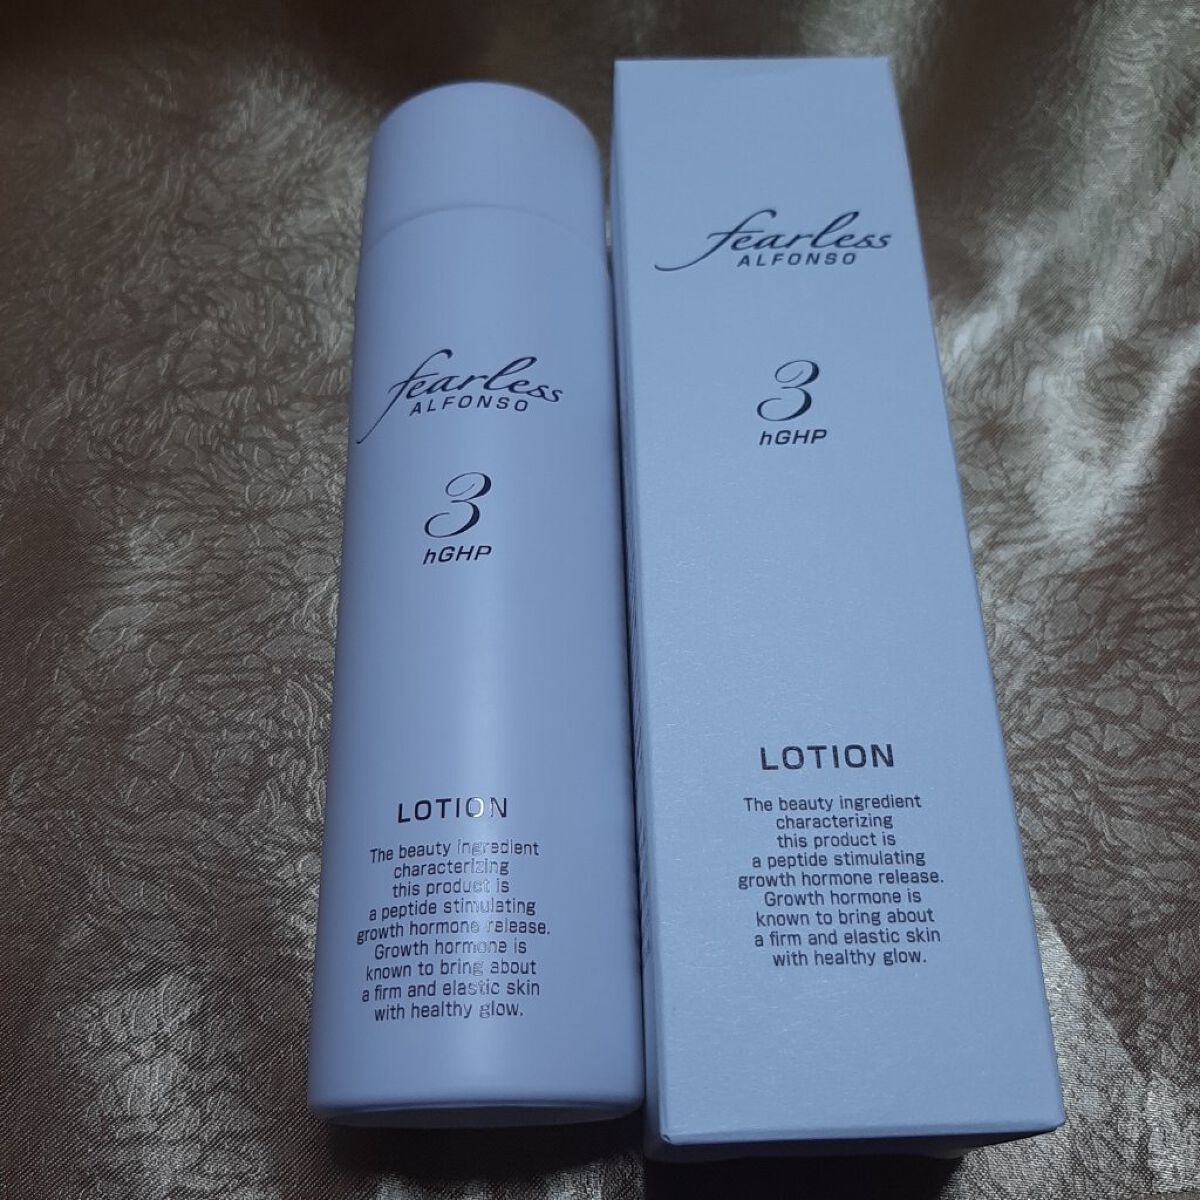 fearless
ALFONSO
3
hGHP
LOTION
The beauty ingredient
characterizing
this product is
a peptide stimulating
growth hormone release.
Growth hormone is
known to bring about
a firm and elastic skin
with healthy glow.
fearless
ALFONSO
3
hGHP
LOTION
The beauty ingredient
characterizing
this product is
a peptide stimulating
growth hormone release.
Growth hormone is
known to bring about
a firm and elastic skin
with healthy glow.